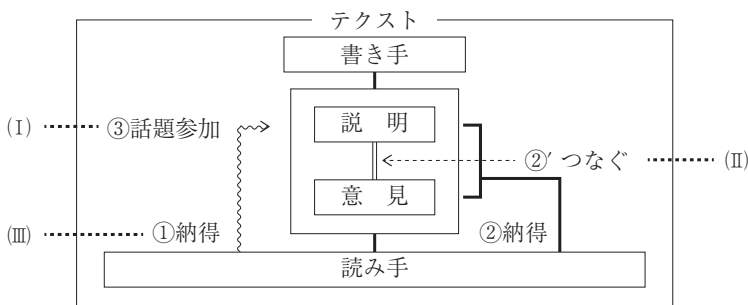 テクスト
書き手
説 明
(Ⅰ) ③話題参加
②′つなぐ (Ⅱ)
意 見
(Ⅲ) ①納得 ②納得
読み手